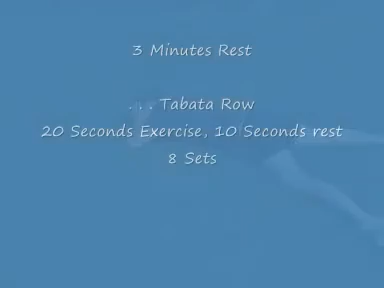 3 Minutes Rest
. . . Tabata Row
20 Seconds Exercise, 10 Seconds rest
8 Sets